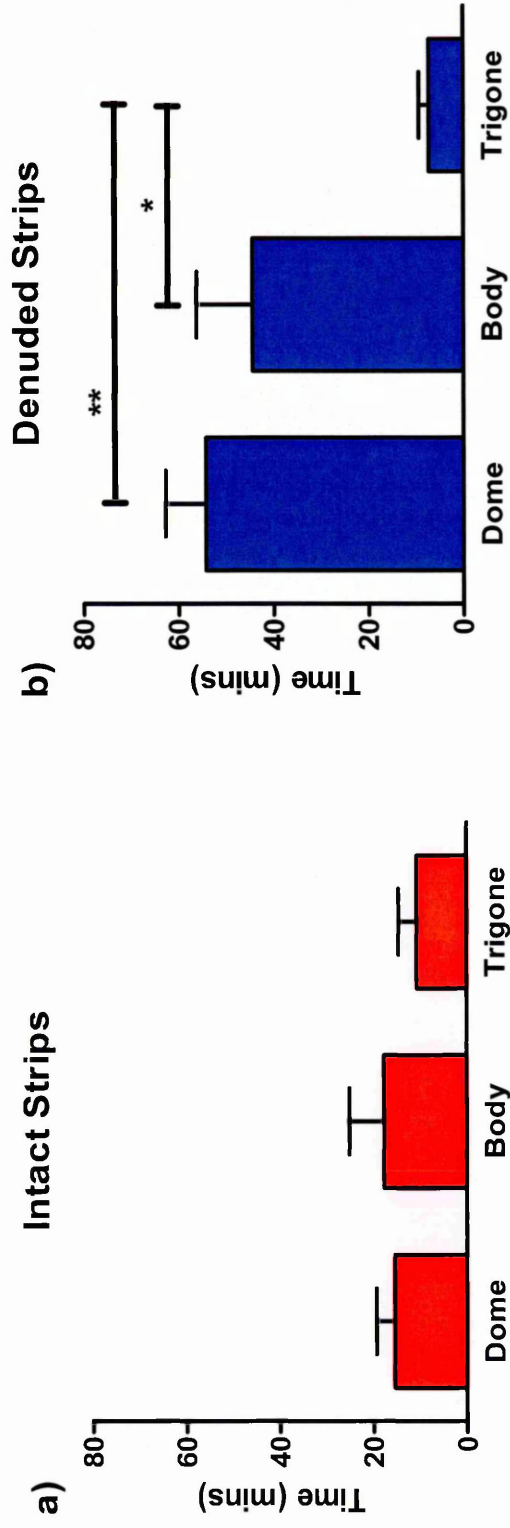 a)
Intact Strips
Time (mins)
80
60
40
20
0
Dome
Body
Trigone
b)
Denuded Strips
**
*
Time (mins)
80
60
40
20
0
Dome
Body
Trigone